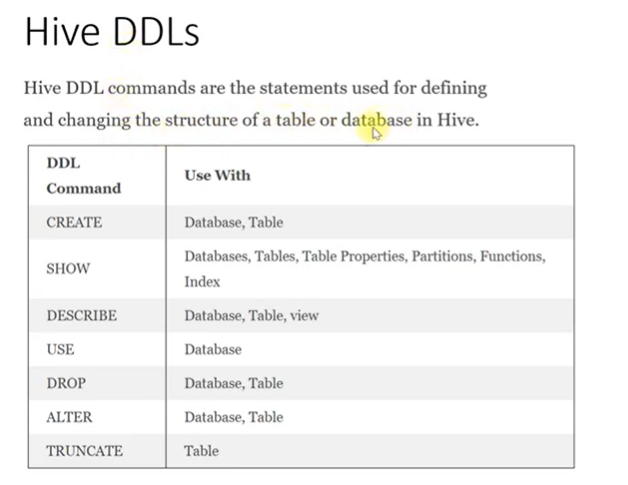 Hive DDLs
Hive DDL commands are the statements used for defining
and changing the structure of a table or database in Hive.
DDL
Command
Use With
CREATE
Database, Table
SHOW
Databases, Tables, Table Properties, Partitions, Functions,
Index
DESCRIBE
Database, Table, view
USE
Database
DROP
Database, Table
ALTER
Database, Table
TRUNCATE
Table